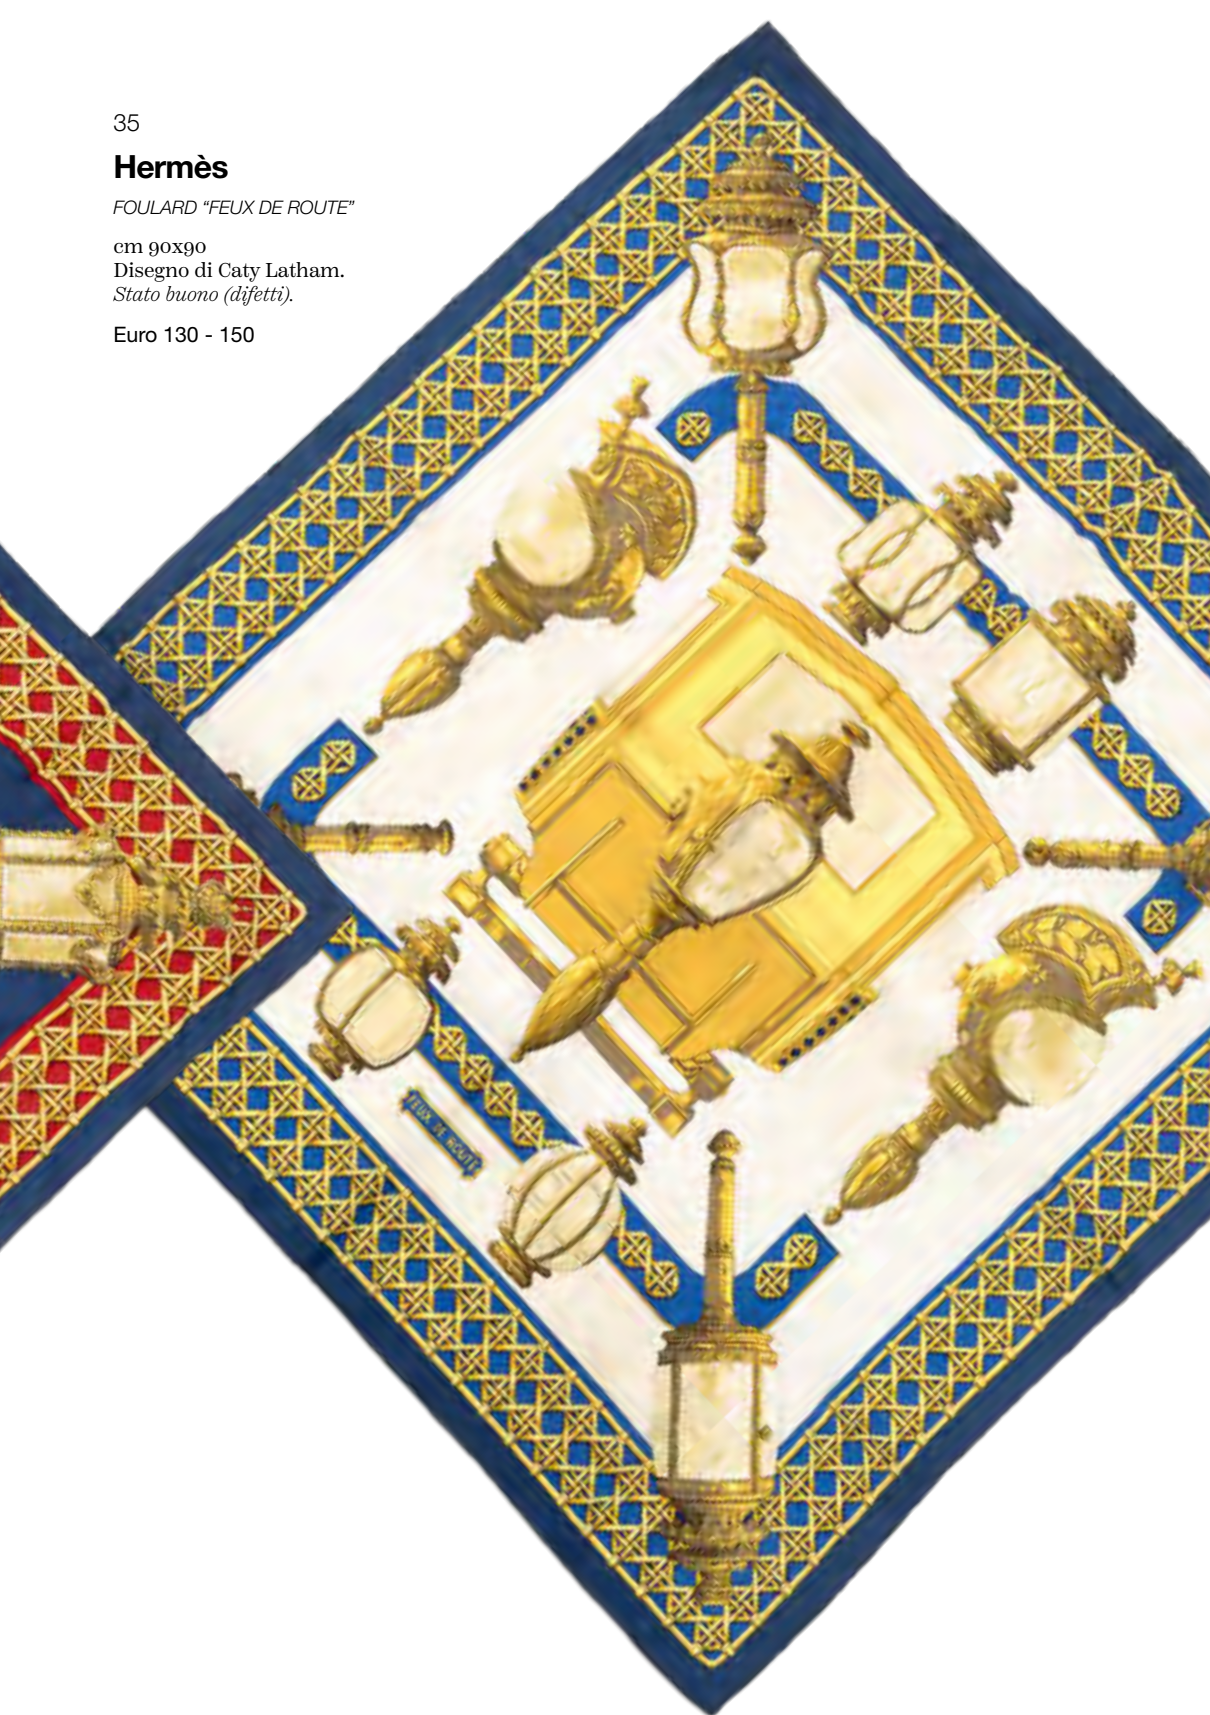 35
Hermès
FOULARD “FEUX DE ROUTE”
cm 90x90
Disegno di Caty Latham.
Stato buono (difetti).
Euro 130 - 150
FEUX DE ROUTE